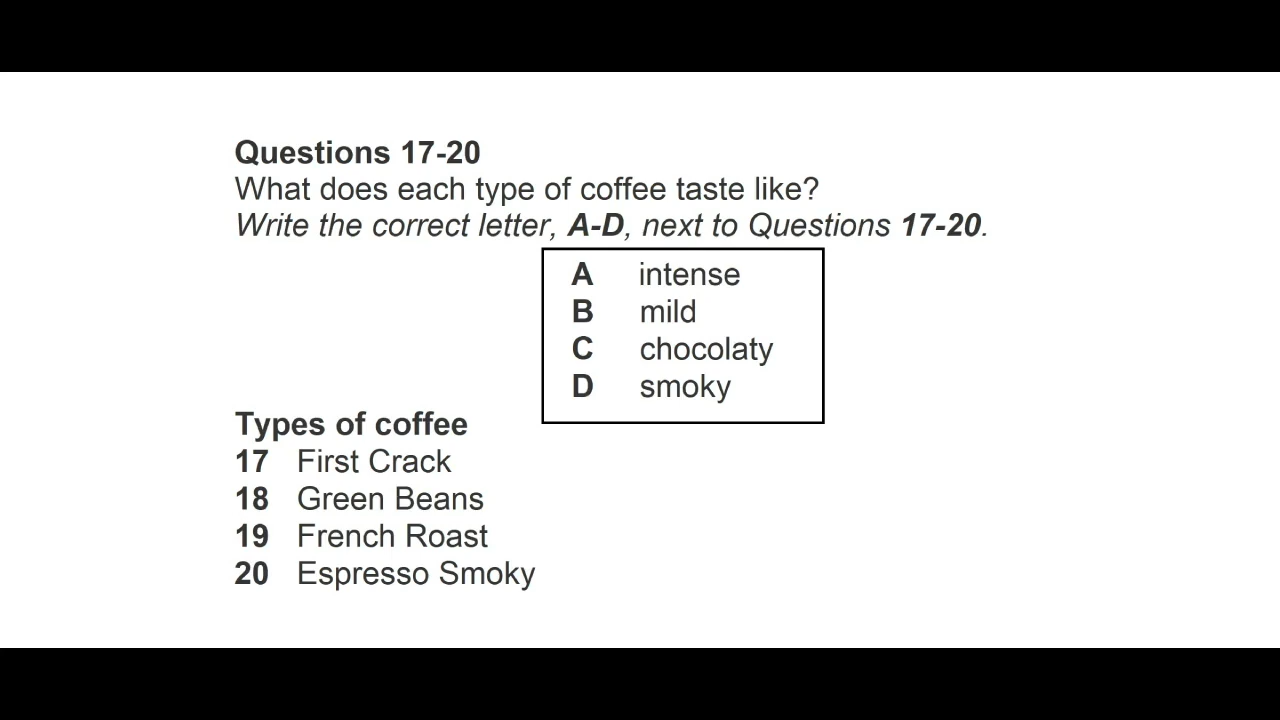 Questions 17-20
What does each type of coffee taste like?
Write the correct letter, A-D, next to Questions 17-20.
A intense
B mild
C chocolaty
D smoky
Types of coffee
17 First Crack
18 Green Beans
19 French Roast
20 Espresso Smoky